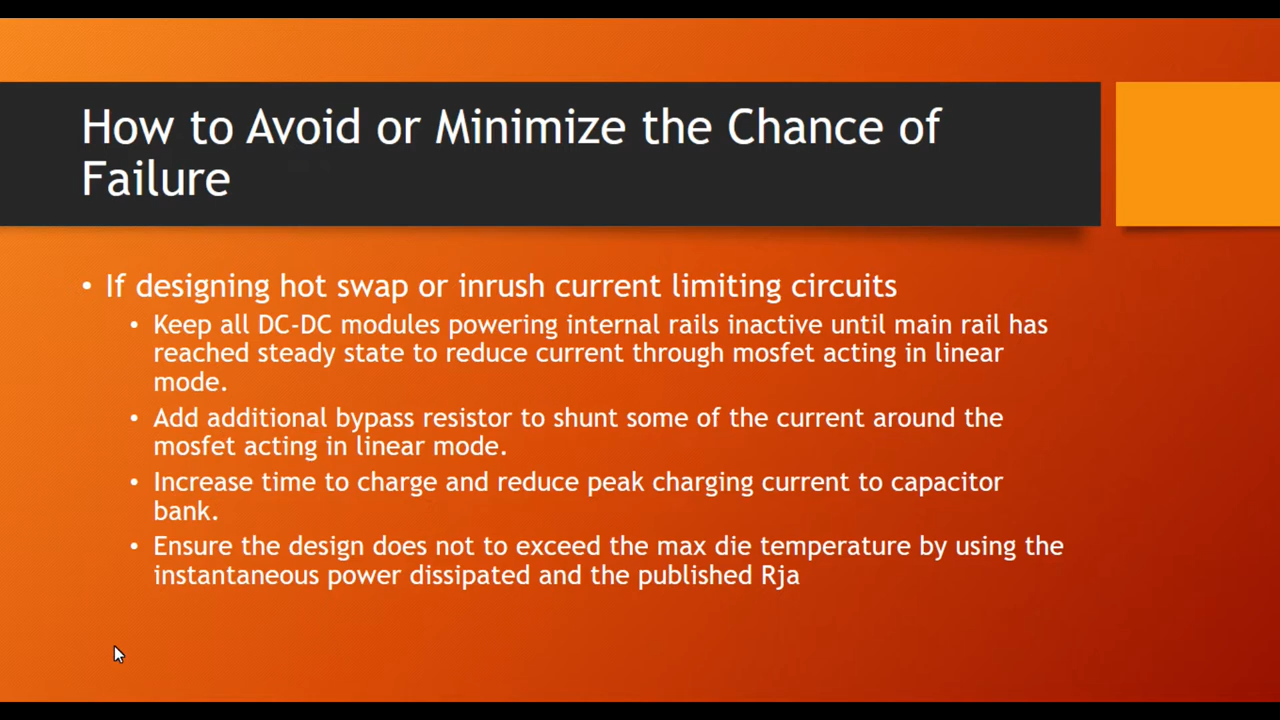 How to Avoid or Minimize the Chance of
Failure
• If designing hot swap or inrush current limiting circuits
• Keep all DC-DC modules powering internal rails inactive until main rail has
reached steady state to reduce current through mosfet acting in linear
mode.
• Add additional bypass resistor to shunt some of the current around the
mosfet acting in linear mode.
• Increase time to charge and reduce peak charging current to capacitor
bank.
• Ensure the design does not to exceed the max die temperature by using the
instantaneous power dissipated and the published Rja